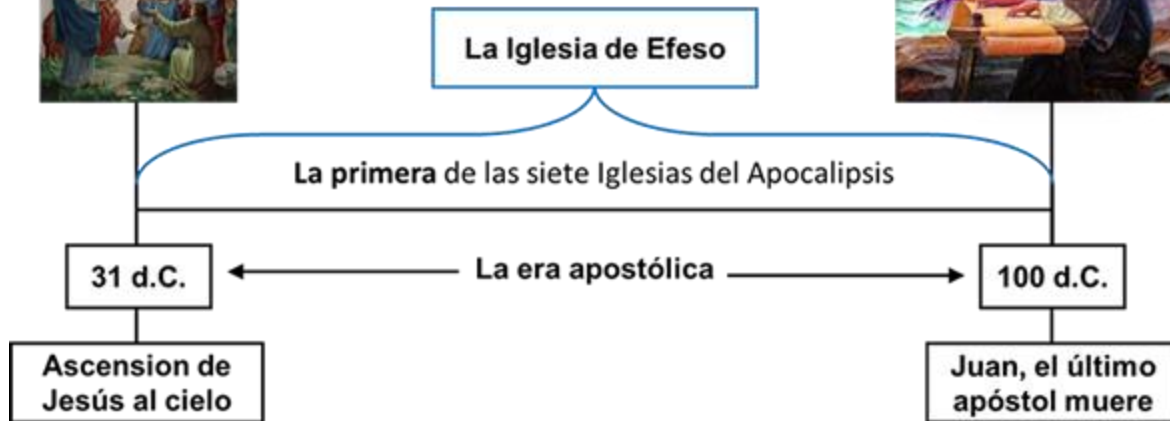 La Iglesia de Efeso
La primera de las siete Iglesias del Apocalipsis
31 d.C.
La era apostólica
100 d.C.
Ascension de
Jesús al cielo
Juan, el último
apóstol muere